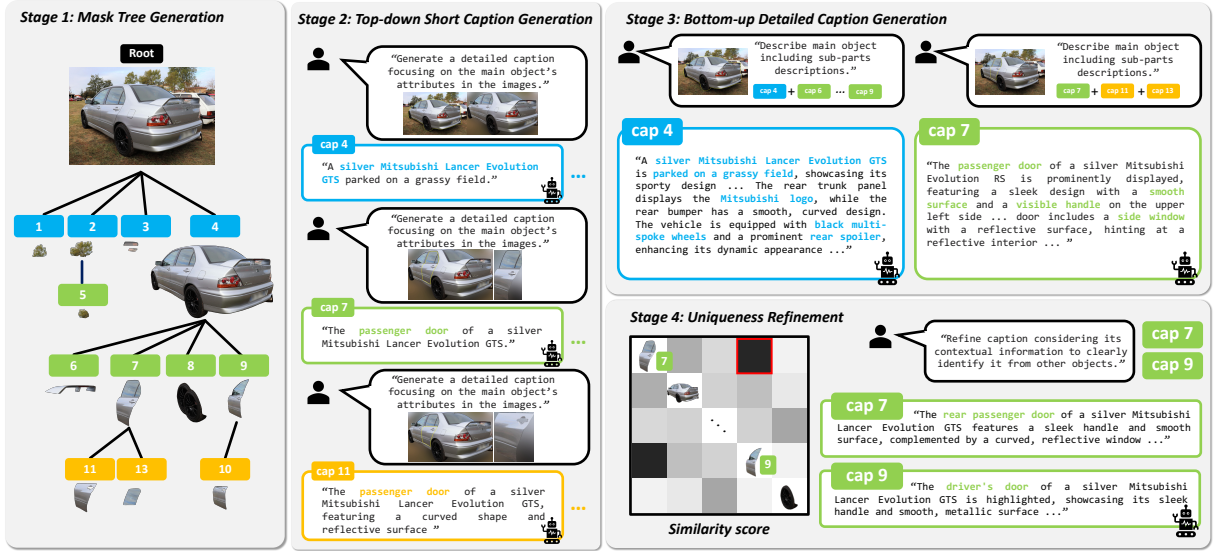 Stage 1: Mask Tree Generation
Root
1
2
3
4
5
6
7
8
9
11
13
10
Stage 2: Top-down Short Caption Generation
“Generate a detailed caption
focusing on the main object’s
attributes in the images.”
cap 4
“A silver Mitsubishi Lancer Evolution
GTS parked on a grassy field.”
...
“Generate a detailed caption
focusing on the main object’s
attributes in the images.”
cap 7
“The passenger door of a silver
Mitsubishi Lancer Evolution GTS.”
...
“Generate a detailed caption
focusing on the main object’s
attributes in the images.”
cap 11
“The passenger door of a silver
Mitsubishi Lancer Evolution GTS,
featuring a curved shape and
reflective surface ”
...
Stage 3: Bottom-up Detailed Caption Generation
“Describe main object
including sub-parts
descriptions.”
cap 4 + cap 6 ... cap 9
“Describe main object
including sub-parts
descriptions.”
cap 7 + cap 11 + cap 13
cap 4
“A silver Mitsubishi Lancer Evolution GTS
is parked on a grassy field, showcasing its
sporty design ... The rear trunk panel
displays the Mitsubishi logo, while the
rear bumper has a smooth, curved design.
The vehicle is equipped with black multi-
spoke wheels and a prominent rear spoiler,
enhancing its dynamic appearance ...”
cap 7
“The passenger door of a silver Mitsubishi
Evolution RS is prominently displayed,
featuring a sleek design with a smooth
surface and a visible handle on the upper
left side ... door includes a side window
with a reflective surface, hinting at a
reflective interior ... ”
Stage 4: Uniqueness Refinement
7
9
Similarity score
“Refine caption considering its
contextual information to clearly
identify it from other objects.”
cap 7
cap 9
cap 7
“The rear passenger door of a silver Mitsubishi
Lancer Evolution GTS features a sleek handle and smooth
surface, complemented by a curved, reflective window ...”
cap 9
“The driver's door of a silver Mitsubishi
Lancer Evolution GTS is highlighted, showcasing its sleek
handle and smooth, metallic surface ...”